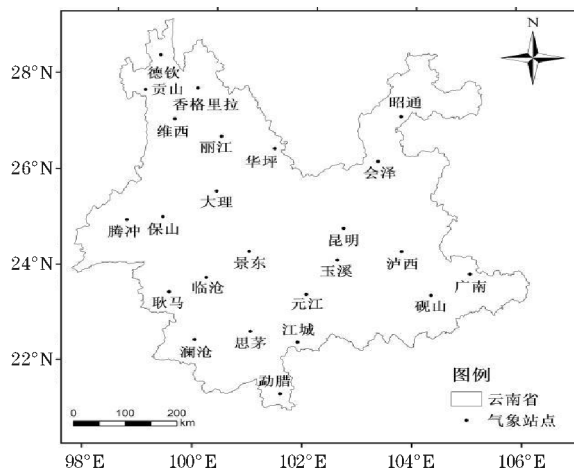 N
28°N
26°N
24°N
22°N
德钦
贡山
香格里拉
维西
丽江
华坪
昭通
会泽
大理
腾冲
保山
昆明
景东
玉溪
泸西
临沧
耿马
元江
广南
砚山
江城
思茅
澜沧
勐腊
图例
云南省
气象站点
0 100 200
km
98°E
100°E
102°E
104°E
106°E